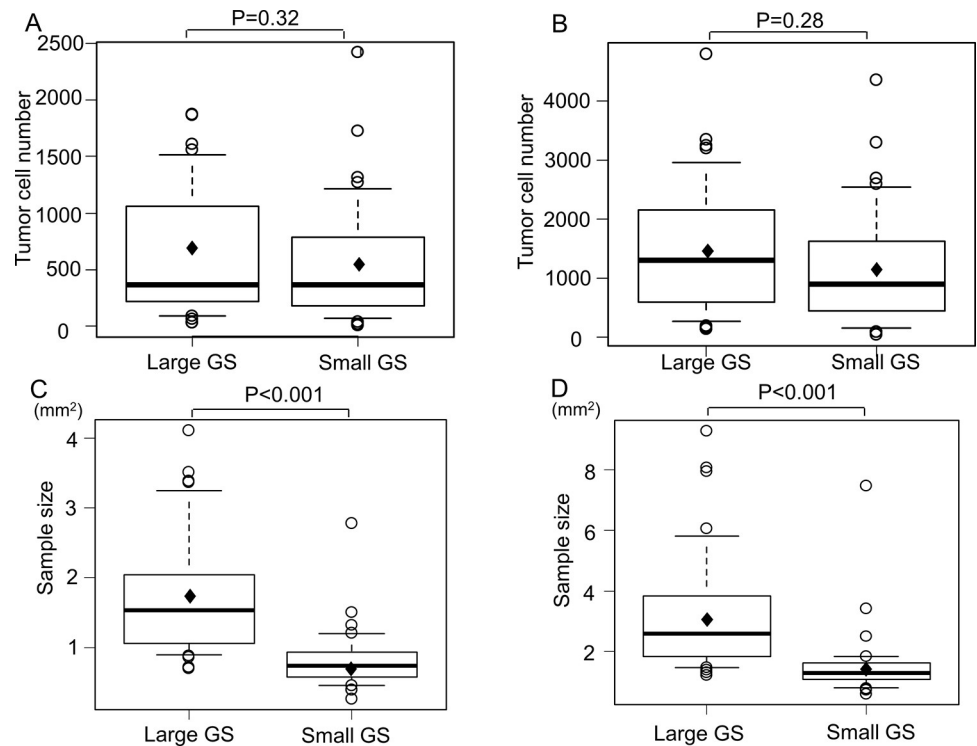 A
P=0.32
Tumor cell number
2500
2000
1500
1000
500
0
Large GS
Small GS
B
P=0.28
Tumor cell number
4000
3000
2000
1000
0
Large GS
Small GS
C
(mm²)
P<0.001
Sample size
4
3
2
1
Large GS
Small GS
D
(mm²)
P<0.001
Sample size
8
6
4
2
Large GS
Small GS